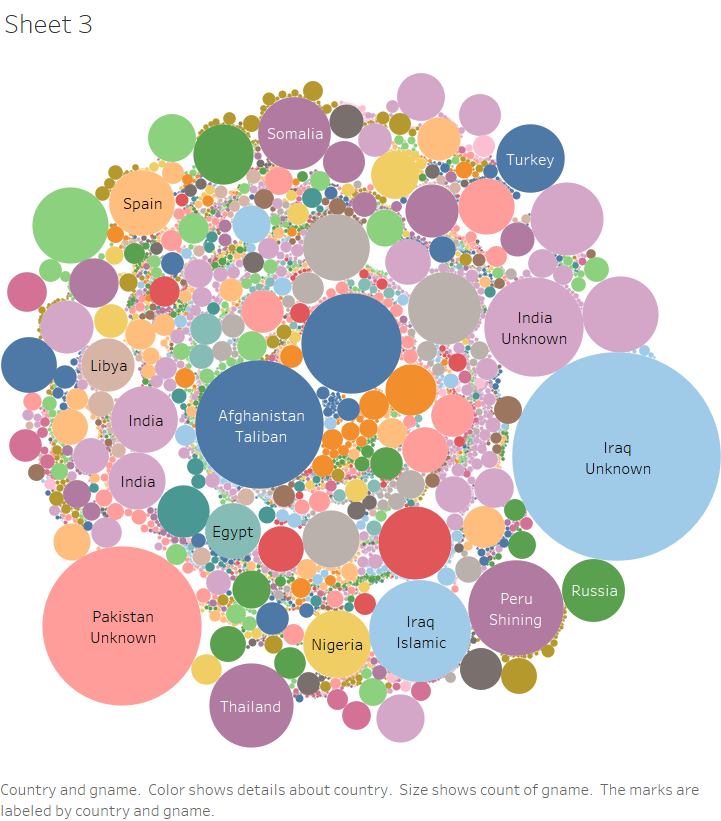 Sheet 3
Somalia
Turkey
Spain
India
Unknown
Libya
Afghanistan
Taliban
India
Iraq
Unknown
India
Egypt
Pakistan
Unknown
Peru
Shining
Russia
Iraq
Islamic
Nigeria
Thailand
Country and gname.  Color shows details about country.  Size shows count of gname.  The marks are
labeled by country and gname.